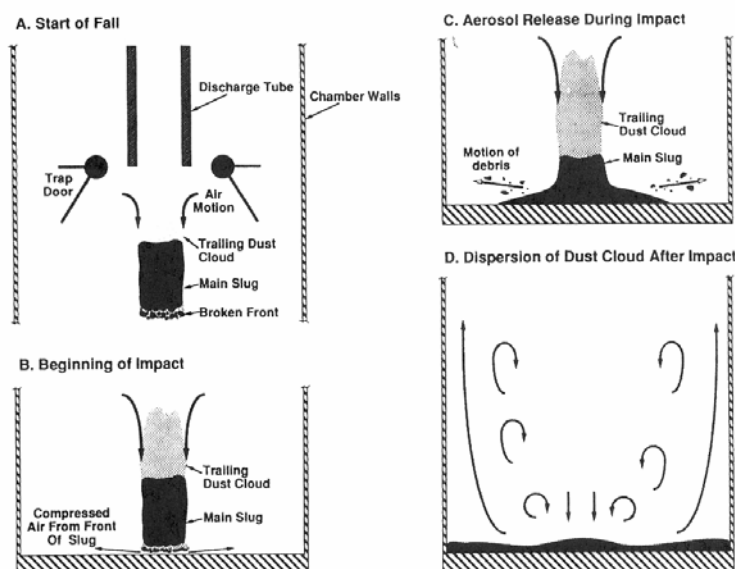 A. Start of Fall
Discharge Tube
Chamber Walls
Trap
Door
Air
Motion
Trailing Dust
Cloud
Main Slug
Broken Front
B. Beginning of Impact
Trailing
Dust Cloud
Compressed
Air From Front
Of Slug
Main Slug
C. Aerosol Release During Impact
Trailing
Dust Cloud
Main Slug
Motion of
debris
D. Dispersion of Dust Cloud After Impact